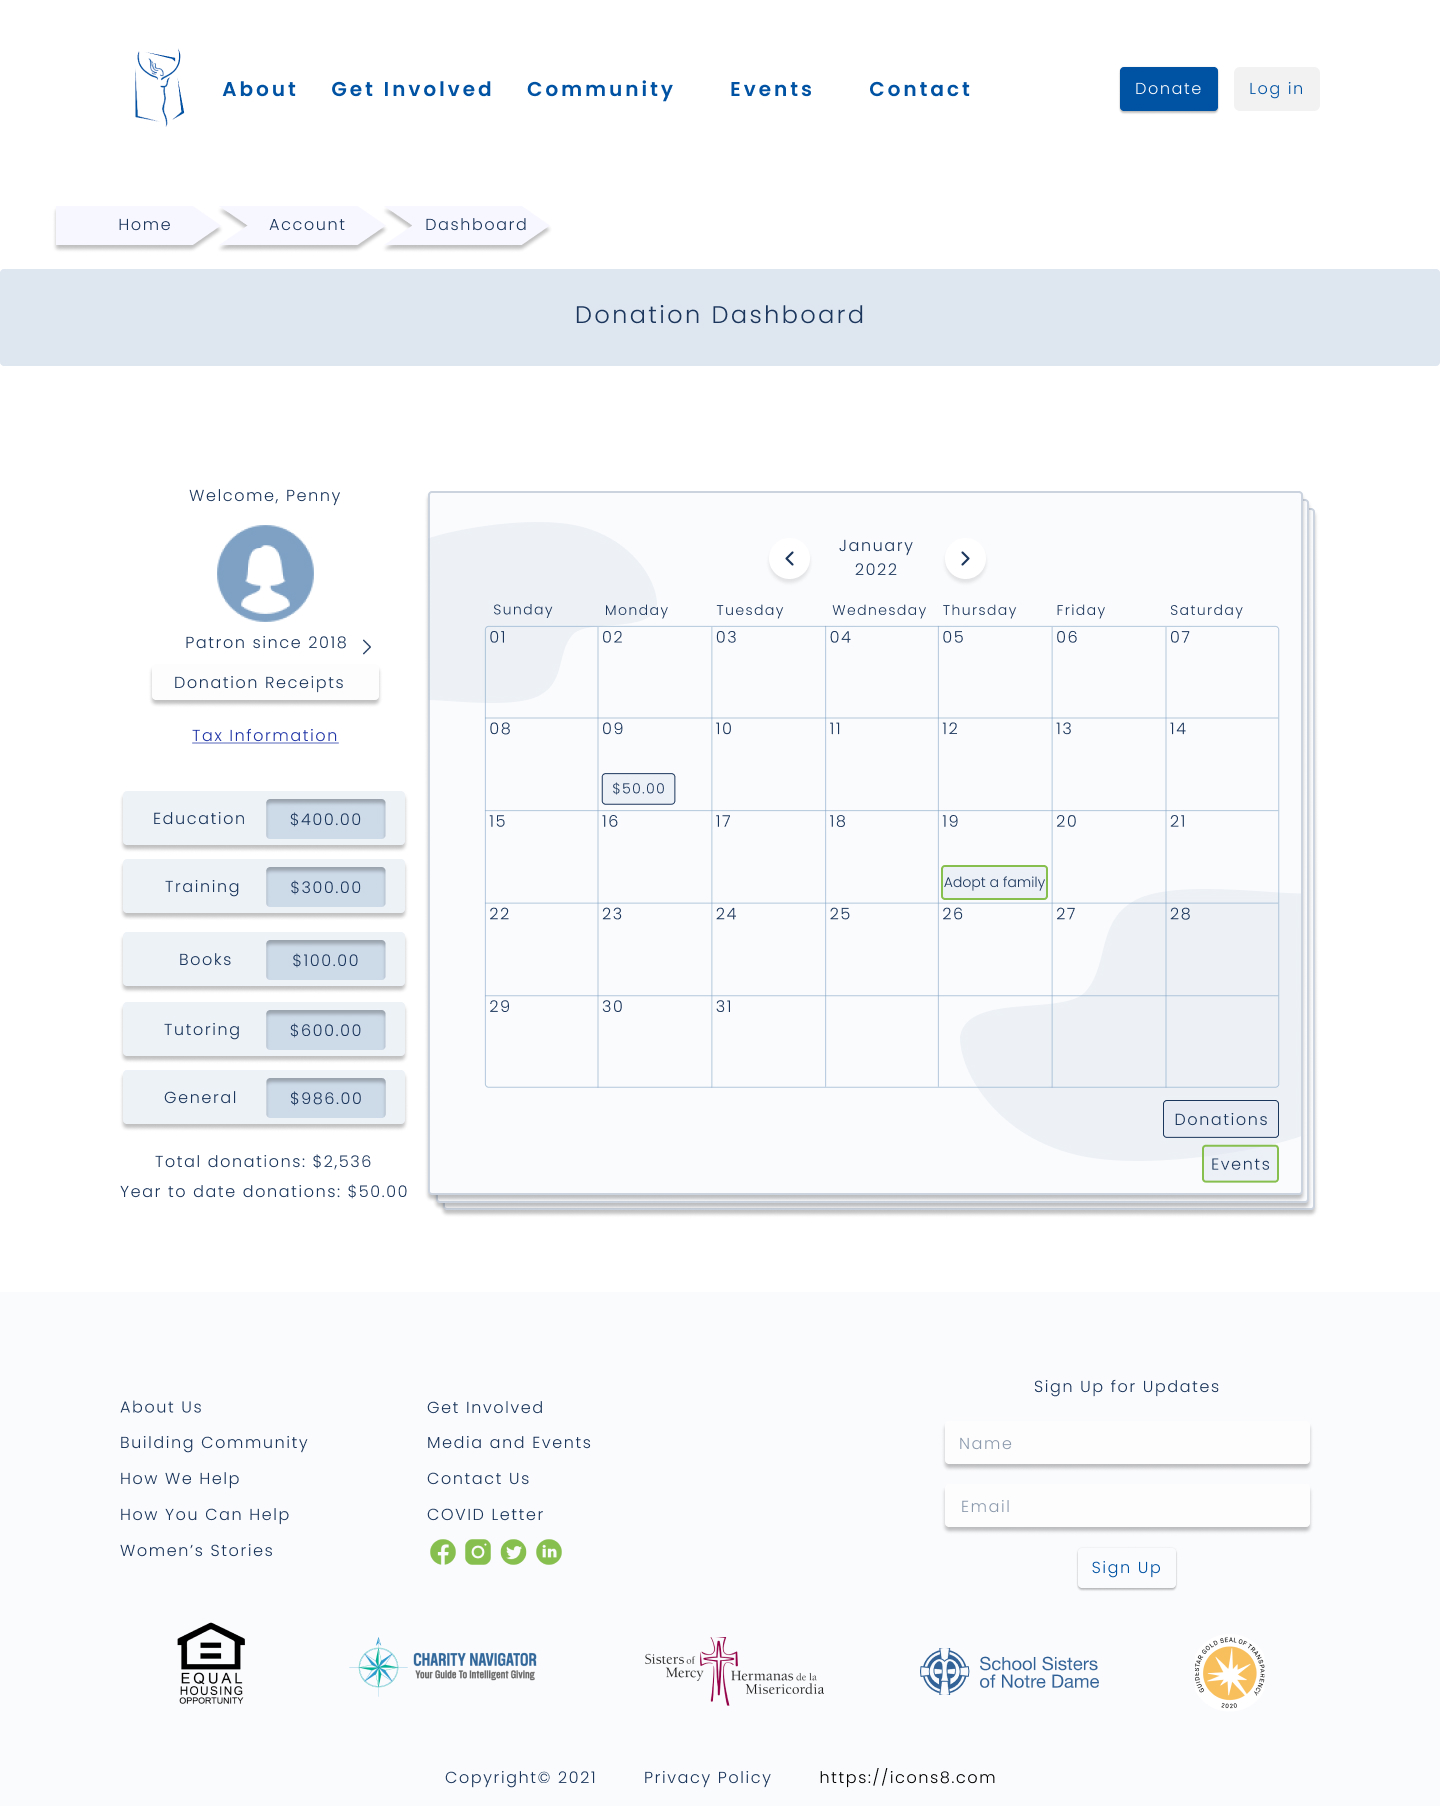 About Get Involved Community Events Contact Donate Log in
Home Account Dashboard
Donation Dashboard
Welcome, Penny
Patron since 2018
Donation Receipts
Tax Information
Education $400.00
Training $300.00
Books $100.00
Tutoring $600.00
General $986.00
Total donations: $2,536
Year to date donations: $50.00
January
2022
Sunday Monday Tuesday Wednesday Thursday Friday Saturday
01 02 03 04 05 06 07
08 09 10 11 12 13 14
$50.00
15 16 17 18 19 20 21
Adopt a family
22 23 24 25 26 27 28
29 30 31
Donations
Events
About Us
Building Community
How We Help
How You Can Help
Women’s Stories
Get Involved
Media and Events
Contact Us
COVID Letter
in
Sign Up for Updates
Name
Email
Sign Up
EQUAL
HOUSING
OPPORTUNITY
CHARITY NAVIGATOR
Your Guide To Intelligent Giving
Sisters of
Mercy
Hermanas de la
Misericordia
School Sisters
of Notre Dame
GUIDESTAR GOLD SEAL OF TRANSPARENCY
2020
Copyright© 2021 Privacy Policy https://icons8.com